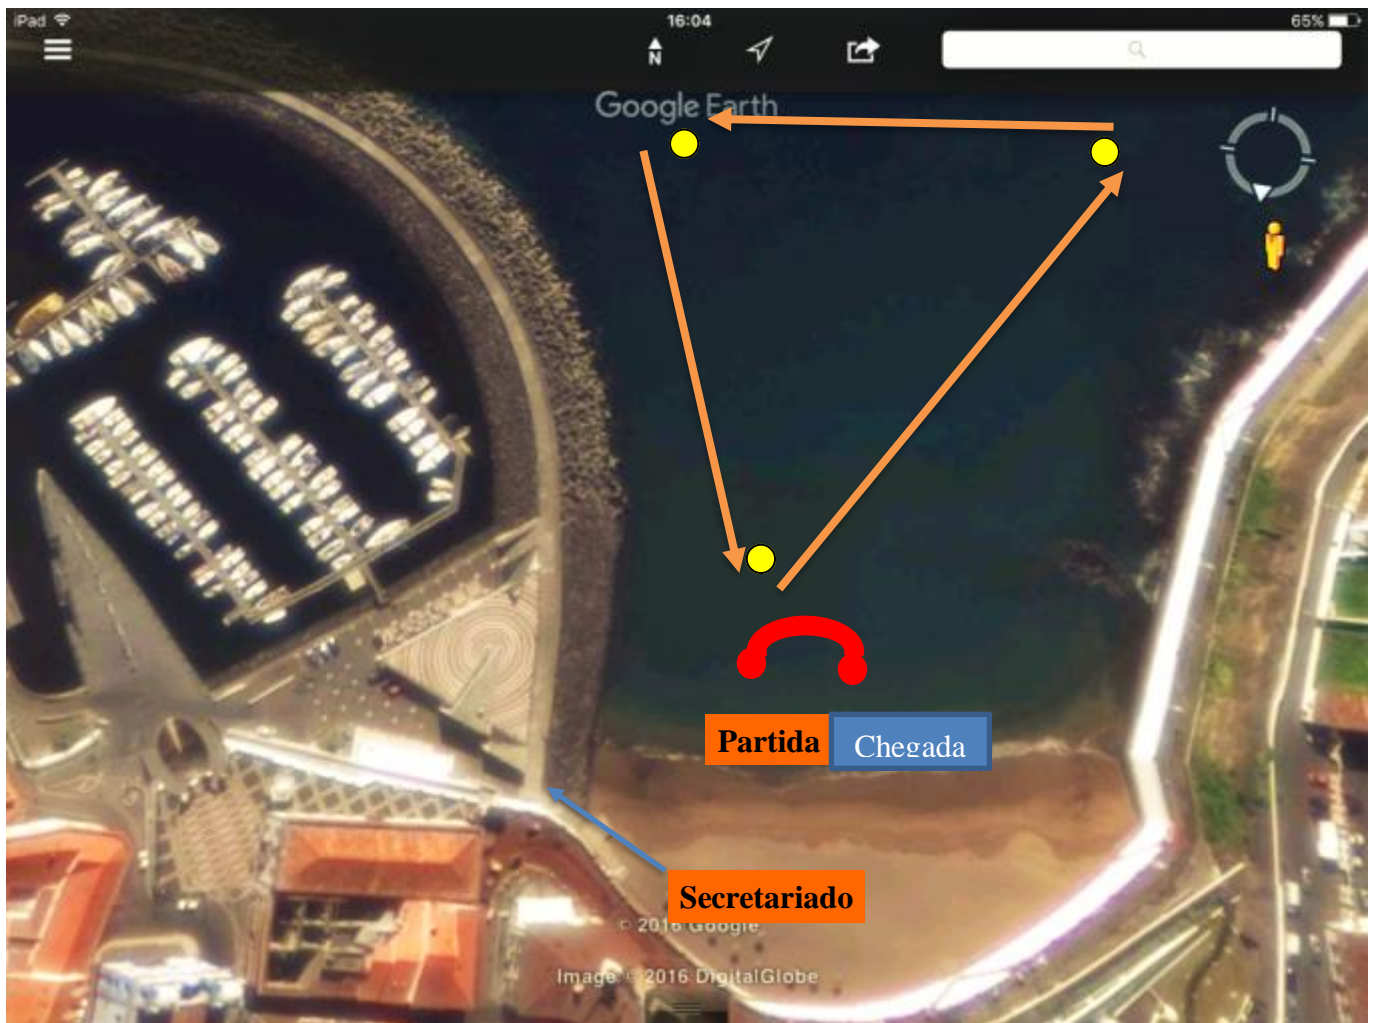 iPad 16:04 65%
N
Google Earth
Partida Chegada
Secretariado
© 2016 Google
Image © 2016 DigitalGlobe